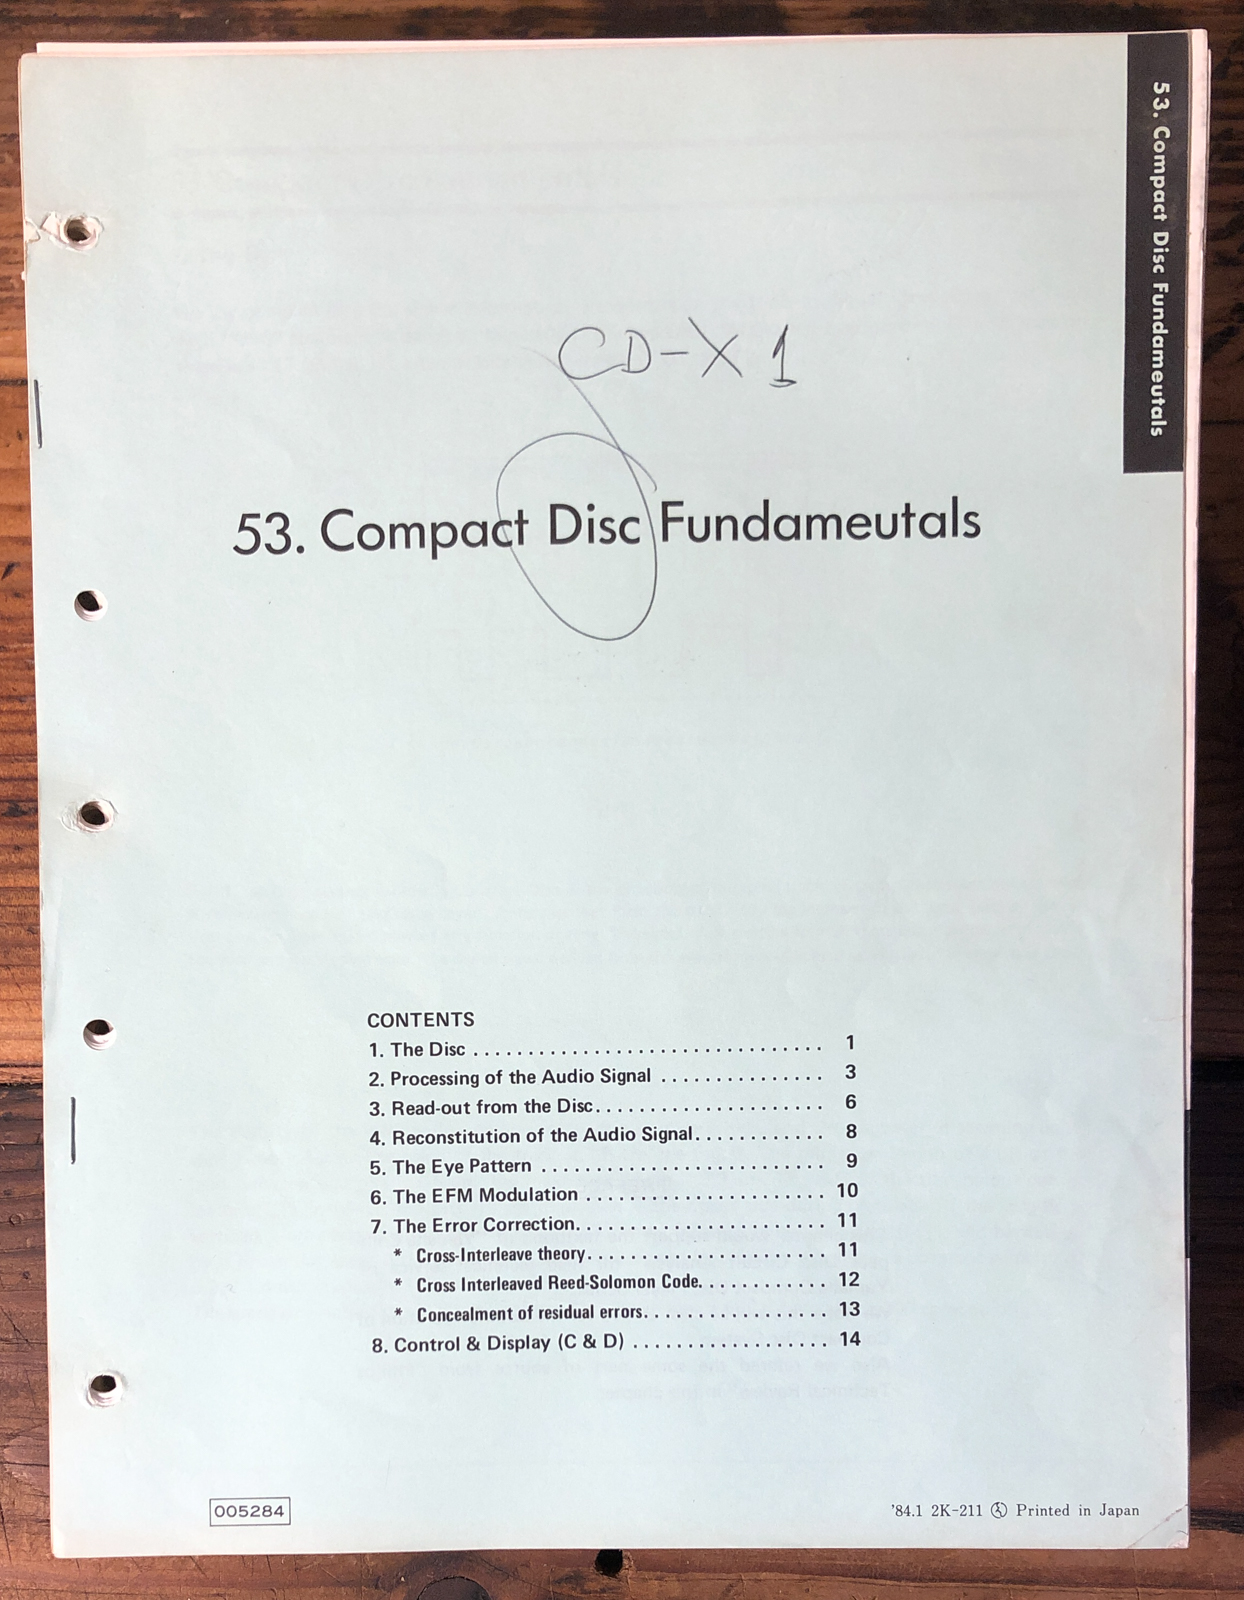 53. Compact Disc Fundameutals
CD-X1
53. Compact Disc Fundameutals
CONTENTS
1. The Disc . . . . . . . . . . . . . . . . . . . . . . . . . . . . . . . . 1
2. Processing of the Audio Signal . . . . . . . . . . . . . . . 3
3. Read-out from the Disc. . . . . . . . . . . . . . . . . . . . . 6
4. Reconstitution of the Audio Signal. . . . . . . . . . . . 8
5. The Eye Pattern . . . . . . . . . . . . . . . . . . . . . . . . . . 9
6. The EFM Modulation . . . . . . . . . . . . . . . . . . . . . . 10
7. The Error Correction. . . . . . . . . . . . . . . . . . . . . . . 11
* Cross-Interleave theory. . . . . . . . . . . . . . . . . . . . . . 11
* Cross Interleaved Reed-Solomon Code. . . . . . . . . . . . 12
* Concealment of residual errors. . . . . . . . . . . . . . . . . 13
8. Control & Display (C & D) . . . . . . . . . . . . . . . . . . 14
005284
'84.1 2K-211 Printed in Japan